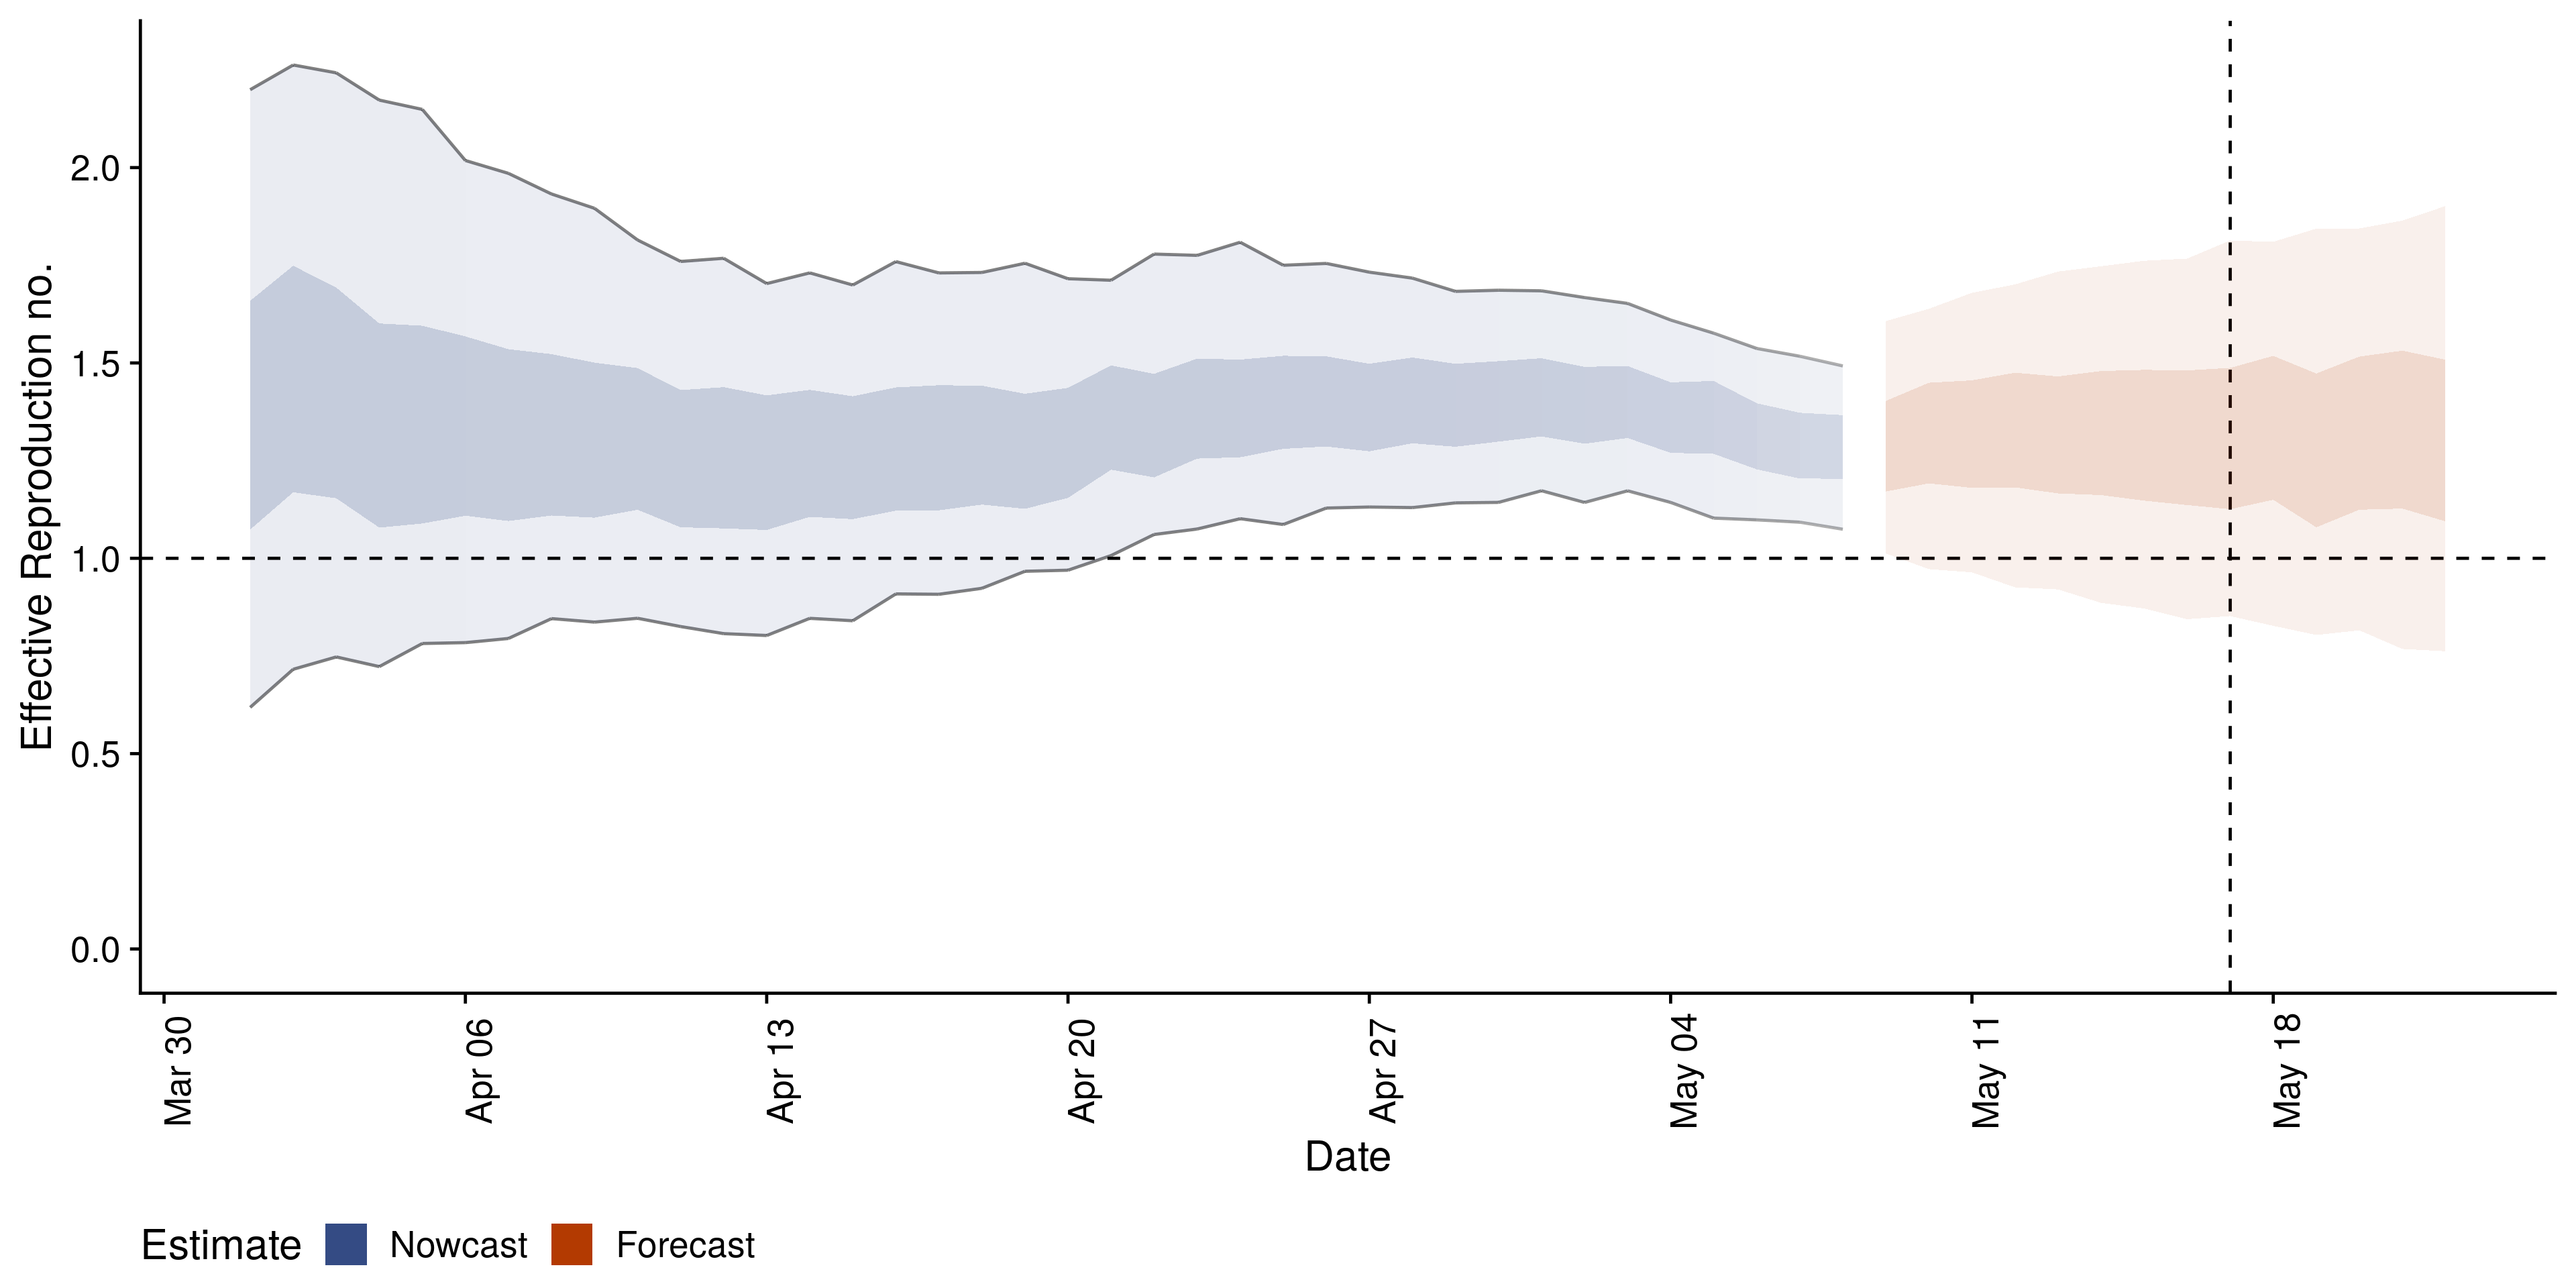 Effective Reproduction no.
2.0
1.5
1.0
0.5
0.0
Mar 30
Apr 06
Apr 13
Apr 20
Apr 27
May 04
May 11
May 18
Date
Estimate Nowcast Forecast